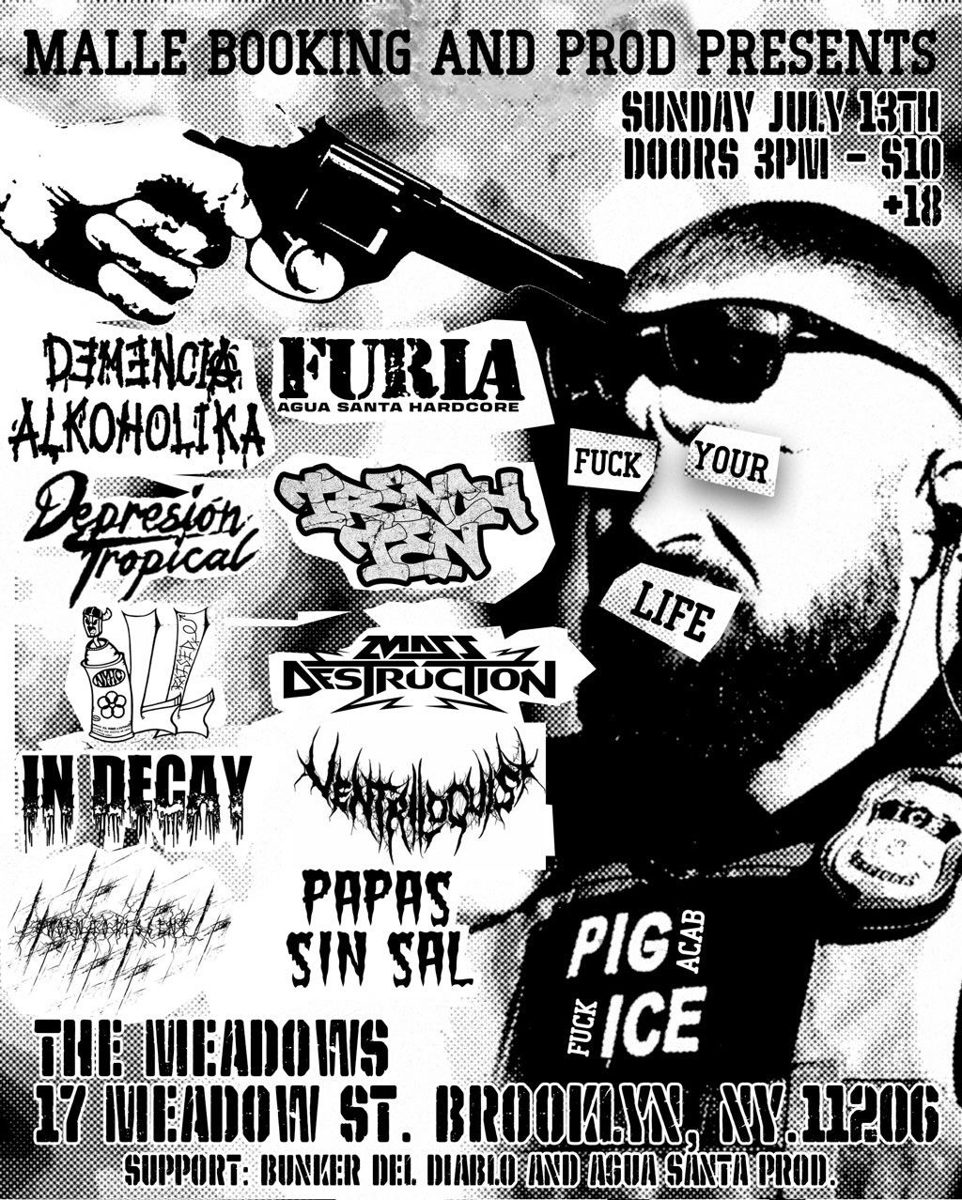 MALLE BOOKING AND PROD PRESENTS
SUNDAY JULY 13TH
DOORS 3PM - $10
+18
DEMENCIA
ALKOHOLIKA
FURIA
AGUA SANTA HARDCORE
FUCK YOUR
LIFE
Depresión
Tropical
TRENCH
TEN
MASS
DESTRUCTION
IN DECAY
VENTRILOQUIST
PAPAS
SIN SAL
PIG
ACAB
FUCK
ICE
THE MEADOWS
17 MEADOW ST. BROOKLYN, NY.11206
SUPPORT: BUNKER DEL DIABLO AND AGUA SANTA PROD.